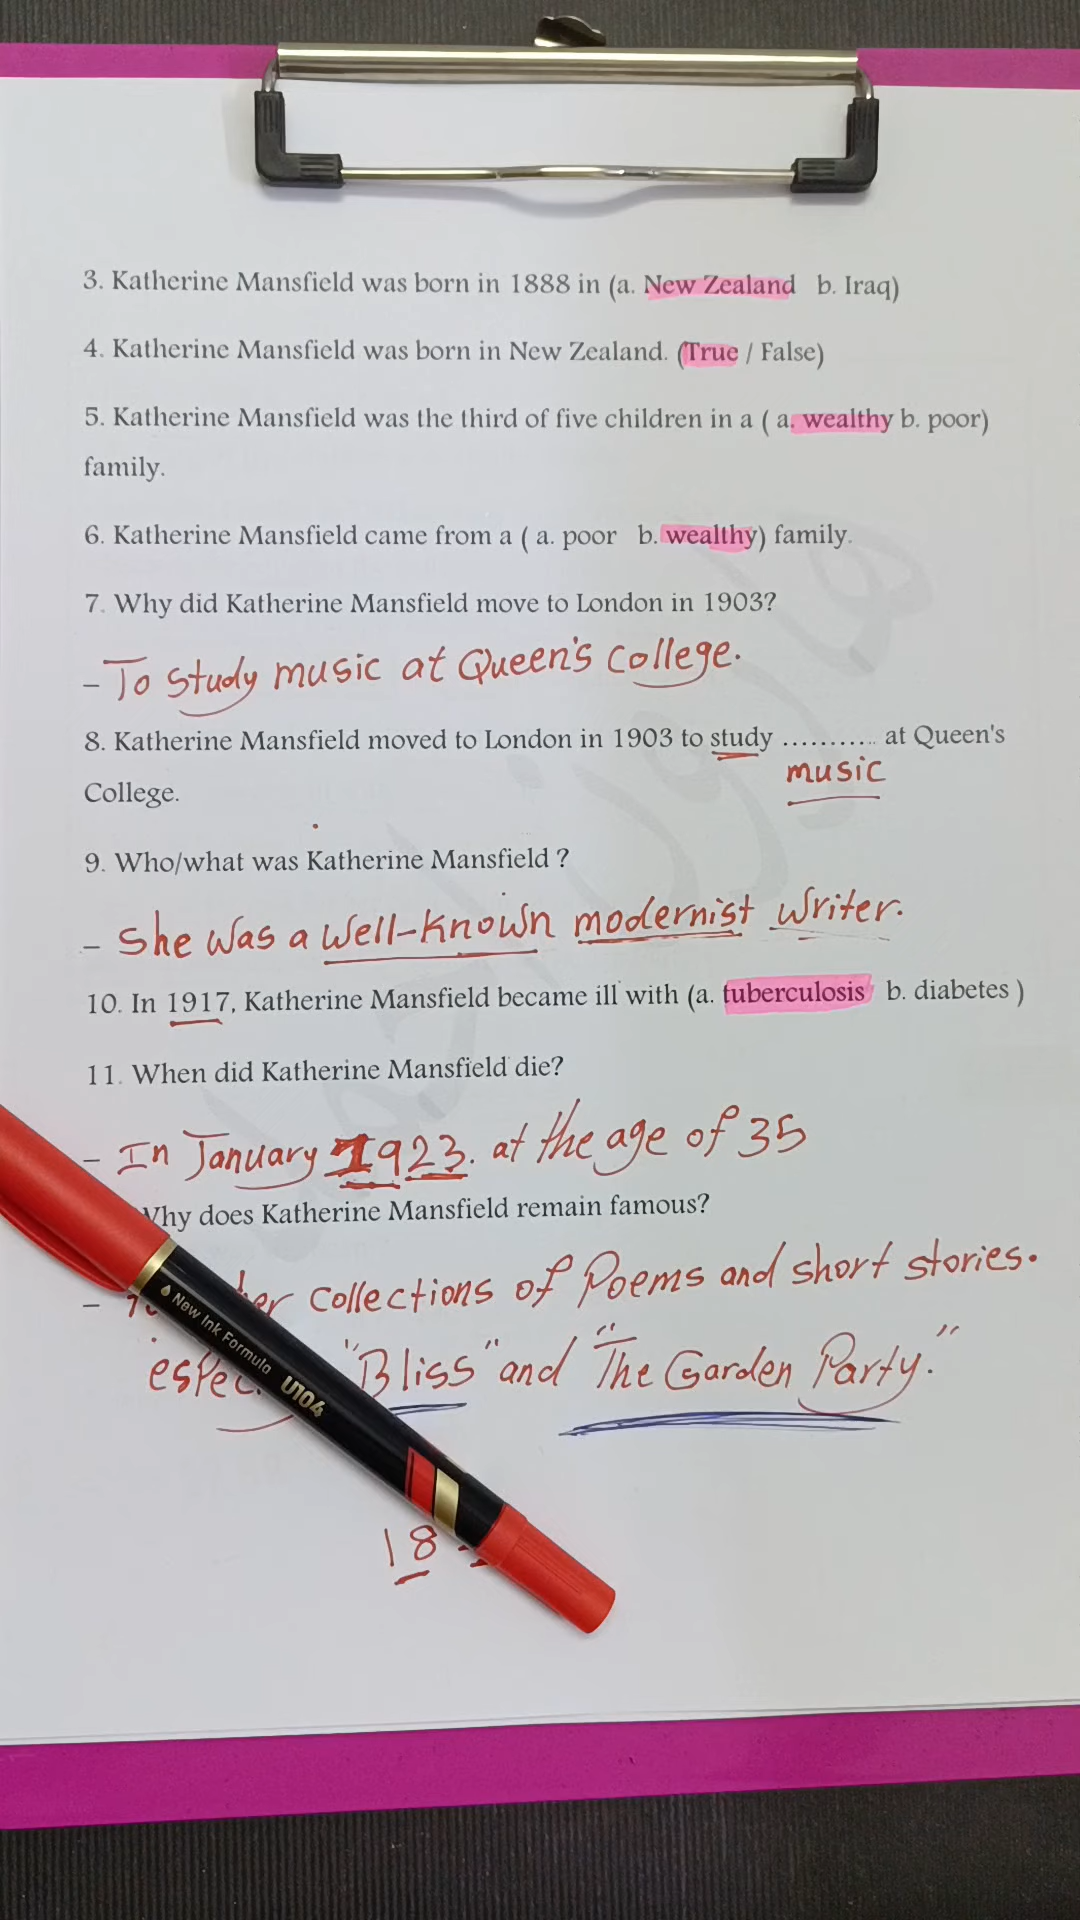 3. Katherine Mansfield was born in 1888 in (a. New Zealand b. Iraq)
4. Katherine Mansfield was born in New Zealand. (True / False)
5. Katherine Mansfield was the third of five children in a ( a. wealthy b. poor)
family.
6. Katherine Mansfield came from a ( a. poor b. wealthy) family.
7. Why did Katherine Mansfield move to London in 1903?
- To study music at Queen's college.
8. Katherine Mansfield moved to London in 1903 to study ........... at Queen's
music
College.
9. Who/what was Katherine Mansfield ?
- She was a well-known modernist writer.
10. In 1917, Katherine Mansfield became ill with (a. tuberculosis b. diabetes )
11. When did Katherine Mansfield die?
- In January 1923. at the age of 35
Why does Katherine Mansfield remain famous?
- her collections of Poems and short stories.
"Bliss" and "The Garden Party."
New Ink Formula U104
18